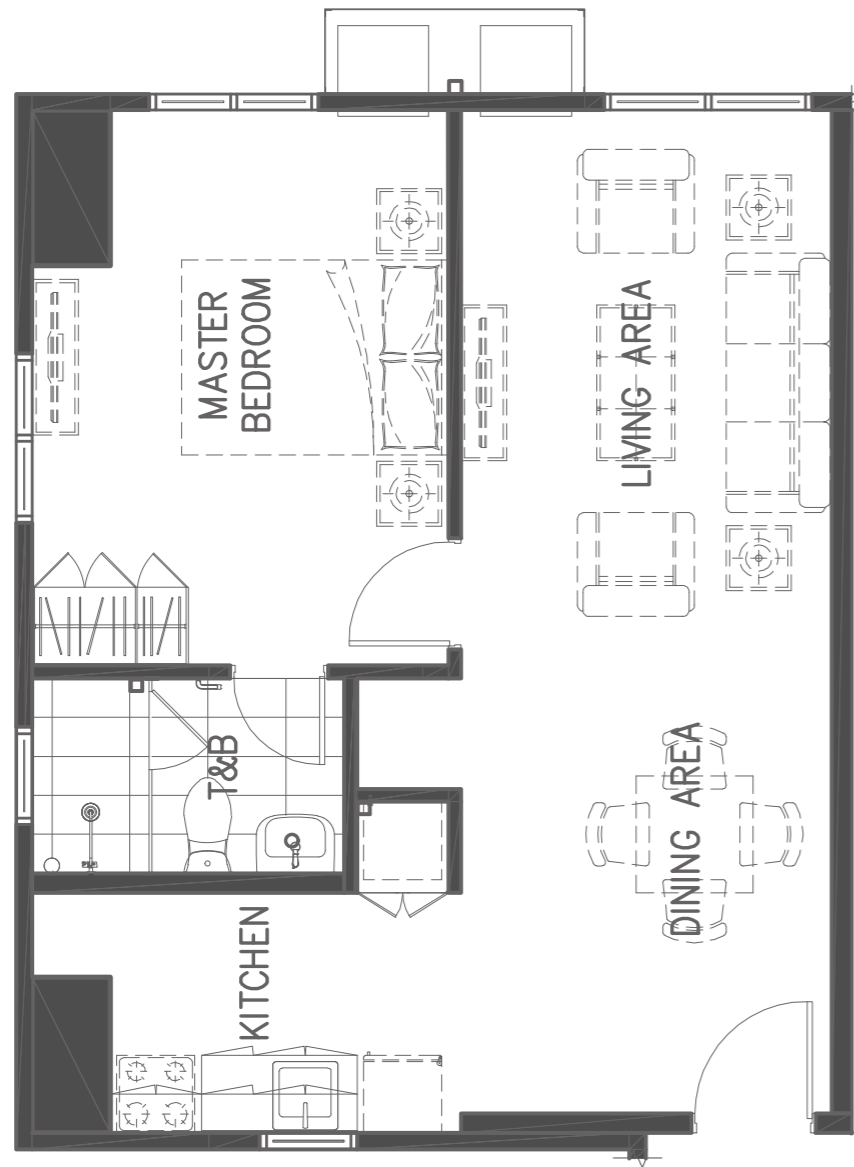 MASTER
BEDROOM
LIVING AREA
T&B
DINING AREA
KITCHEN